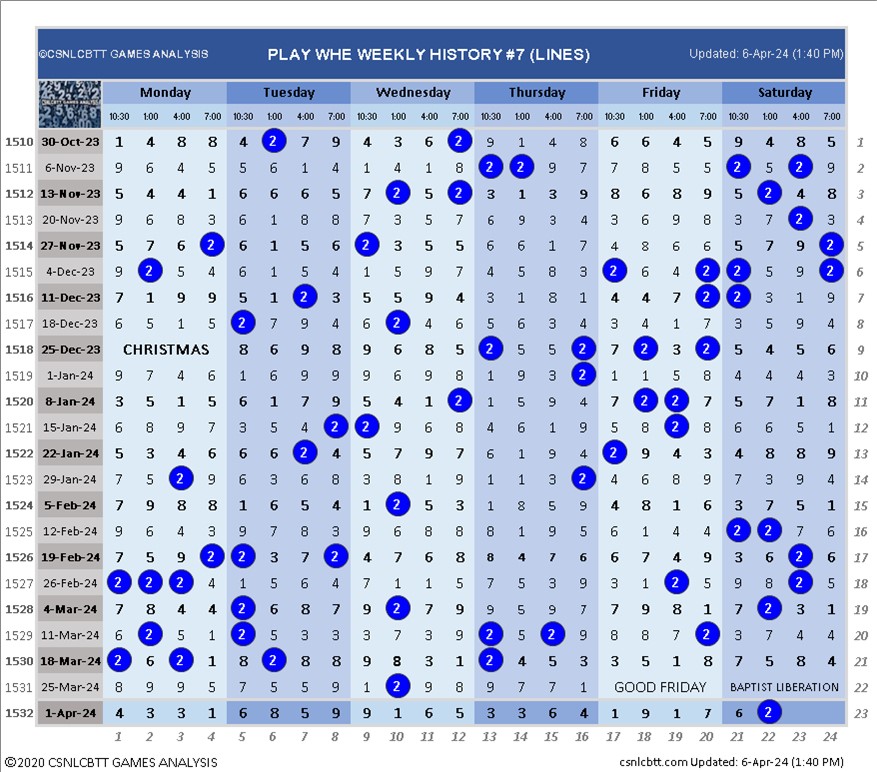 ©CSNLCBTT GAMES ANALYSIS PLAY WHE WEEKLY HISTORY #7 (LINES) Updated: 6-Apr-24 (1:40 PM)
Monday Tuesday Wednesday Thursday Friday Saturday
10:30 1:00 4:00 7:00 10:30 1:00 4:00 7:00 10:30 1:00 4:00 7:00 10:30 1:00 4:00 7:00 10:30 1:00 4:00 7:00 10:30 1:00 4:00 7:00
1510 30-Oct-23 1 4 8 8 4 2 7 9 4 3 6 2 9 1 4 8 6 6 4 5 9 4 8 5 1
1511 6-Nov-23 9 6 4 5 5 6 1 4 1 4 1 8 2 2 9 7 7 8 5 5 2 5 2 9 2
1512 13-Nov-23 5 4 4 1 6 6 6 5 7 2 5 2 3 1 3 9 8 6 8 9 5 2 4 8 3
1513 20-Nov-23 9 6 8 3 6 1 8 8 7 3 5 7 6 9 3 4 3 6 9 8 3 7 2 4 4
1514 27-Nov-23 5 7 6 2 6 1 5 6 2 3 5 5 6 6 1 7 4 8 6 6 5 7 9 2 5
1515 4-Dec-23 9 2 5 4 6 1 5 4 1 5 9 7 4 5 8 3 2 6 4 2 2 5 9 2 6
1516 11-Dec-23 7 1 9 9 5 1 2 3 5 5 9 4 3 1 8 1 4 4 7 2 2 3 1 9 7
1517 18-Dec-23 6 5 1 5 2 7 9 4 6 2 4 6 5 6 3 4 3 4 1 7 3 5 9 4 8
1518 25-Dec-23 CHRISTMAS 8 6 9 8 9 6 8 5 2 5 5 2 7 2 3 2 5 4 5 6 9
1519 1-Jan-24 9 7 4 6 1 6 9 9 9 6 9 8 1 9 3 2 1 1 5 8 4 4 4 3 10
1520 8-Jan-24 3 5 1 5 6 1 7 9 5 4 1 2 1 5 9 4 7 2 2 7 5 7 1 8 11
1521 15-Jan-24 6 8 9 7 3 5 4 2 2 9 6 8 4 6 1 9 5 8 2 4 6 6 5 1 12
1522 22-Jan-24 5 3 4 6 6 6 2 4 5 7 9 7 6 1 9 4 2 9 4 3 4 8 8 9 13
1523 29-Jan-24 7 5 2 9 6 3 5 8 3 8 1 9 1 1 3 2 4 6 8 9 7 3 9 4 14
1524 5-Feb-24 7 9 8 8 1 6 5 4 1 2 5 3 1 8 5 9 4 8 1 6 3 7 5 1 15
1525 12-Feb-24 9 6 4 3 9 7 8 3 9 6 8 8 8 1 5 9 6 1 4 4 2 2 7 6 16
1526 19-Feb-24 7 5 9 2 2 3 7 2 4 7 6 8 8 4 7 6 6 7 4 9 3 6 2 6 17
1527 26-Feb-24 2 2 2 4 1 5 6 4 7 1 1 5 7 5 3 9 3 1 2 4 9 8 2 5 18
1528 4-Mar-24 7 8 4 4 2 6 8 7 9 2 7 9 5 9 9 7 7 9 8 1 7 2 3 1 19
1529 11-Mar-24 6 2 5 1 2 5 3 3 3 7 3 9 2 5 2 9 8 8 7 2 3 7 4 4 20
1530 18-Mar-24 2 6 2 1 8 2 8 8 9 8 3 1 2 4 5 3 3 5 1 8 7 5 8 4 21
1531 25-Mar-24 8 9 9 5 7 5 5 9 1 2 9 8 9 7 7 1 GOOD FRIDAY BAPTIST LIBERATION 22
1532 1-Apr-24 4 3 3 1 6 8 5 9 9 1 6 5 3 3 6 4 1 9 1 7 6 2 23
1 2 3 4 5 6 7 8 9 10 11 12 13 14 15 16 17 18 19 20 21 22 23 24
©2020 CSNLCBTT GAMES ANALYSIS csnlcbtt.com Updated: 6-Apr-24 (1:40 PM)